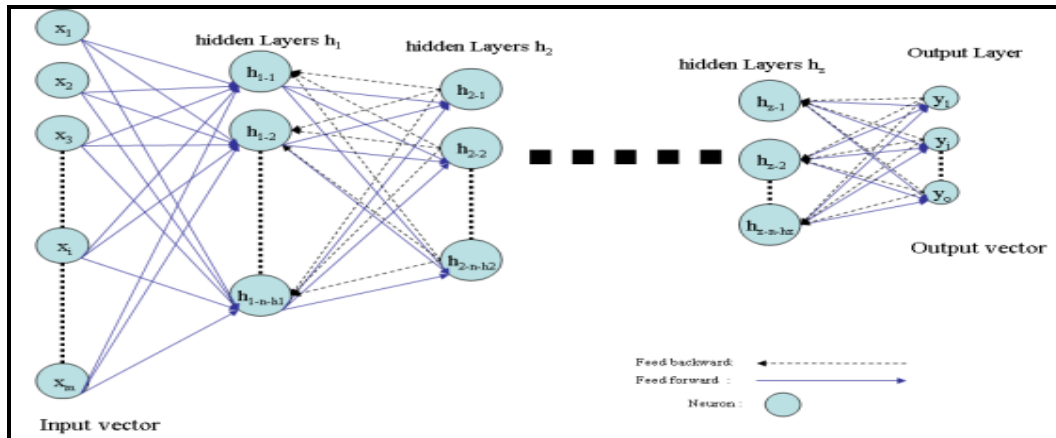 x1
x2
x3
xi
xm
Input vector
hidden Layers h1
h1-1
h1-2
h1-n-h1
hidden Layers h2
h2-1
h2-2
h2-n-h2
hidden Layers hz
hz-1
hz-2
hz-n-hz
Output Layer
y1
yj
yo
Output vector
Feed backward:
Feed forward :
Neuron :